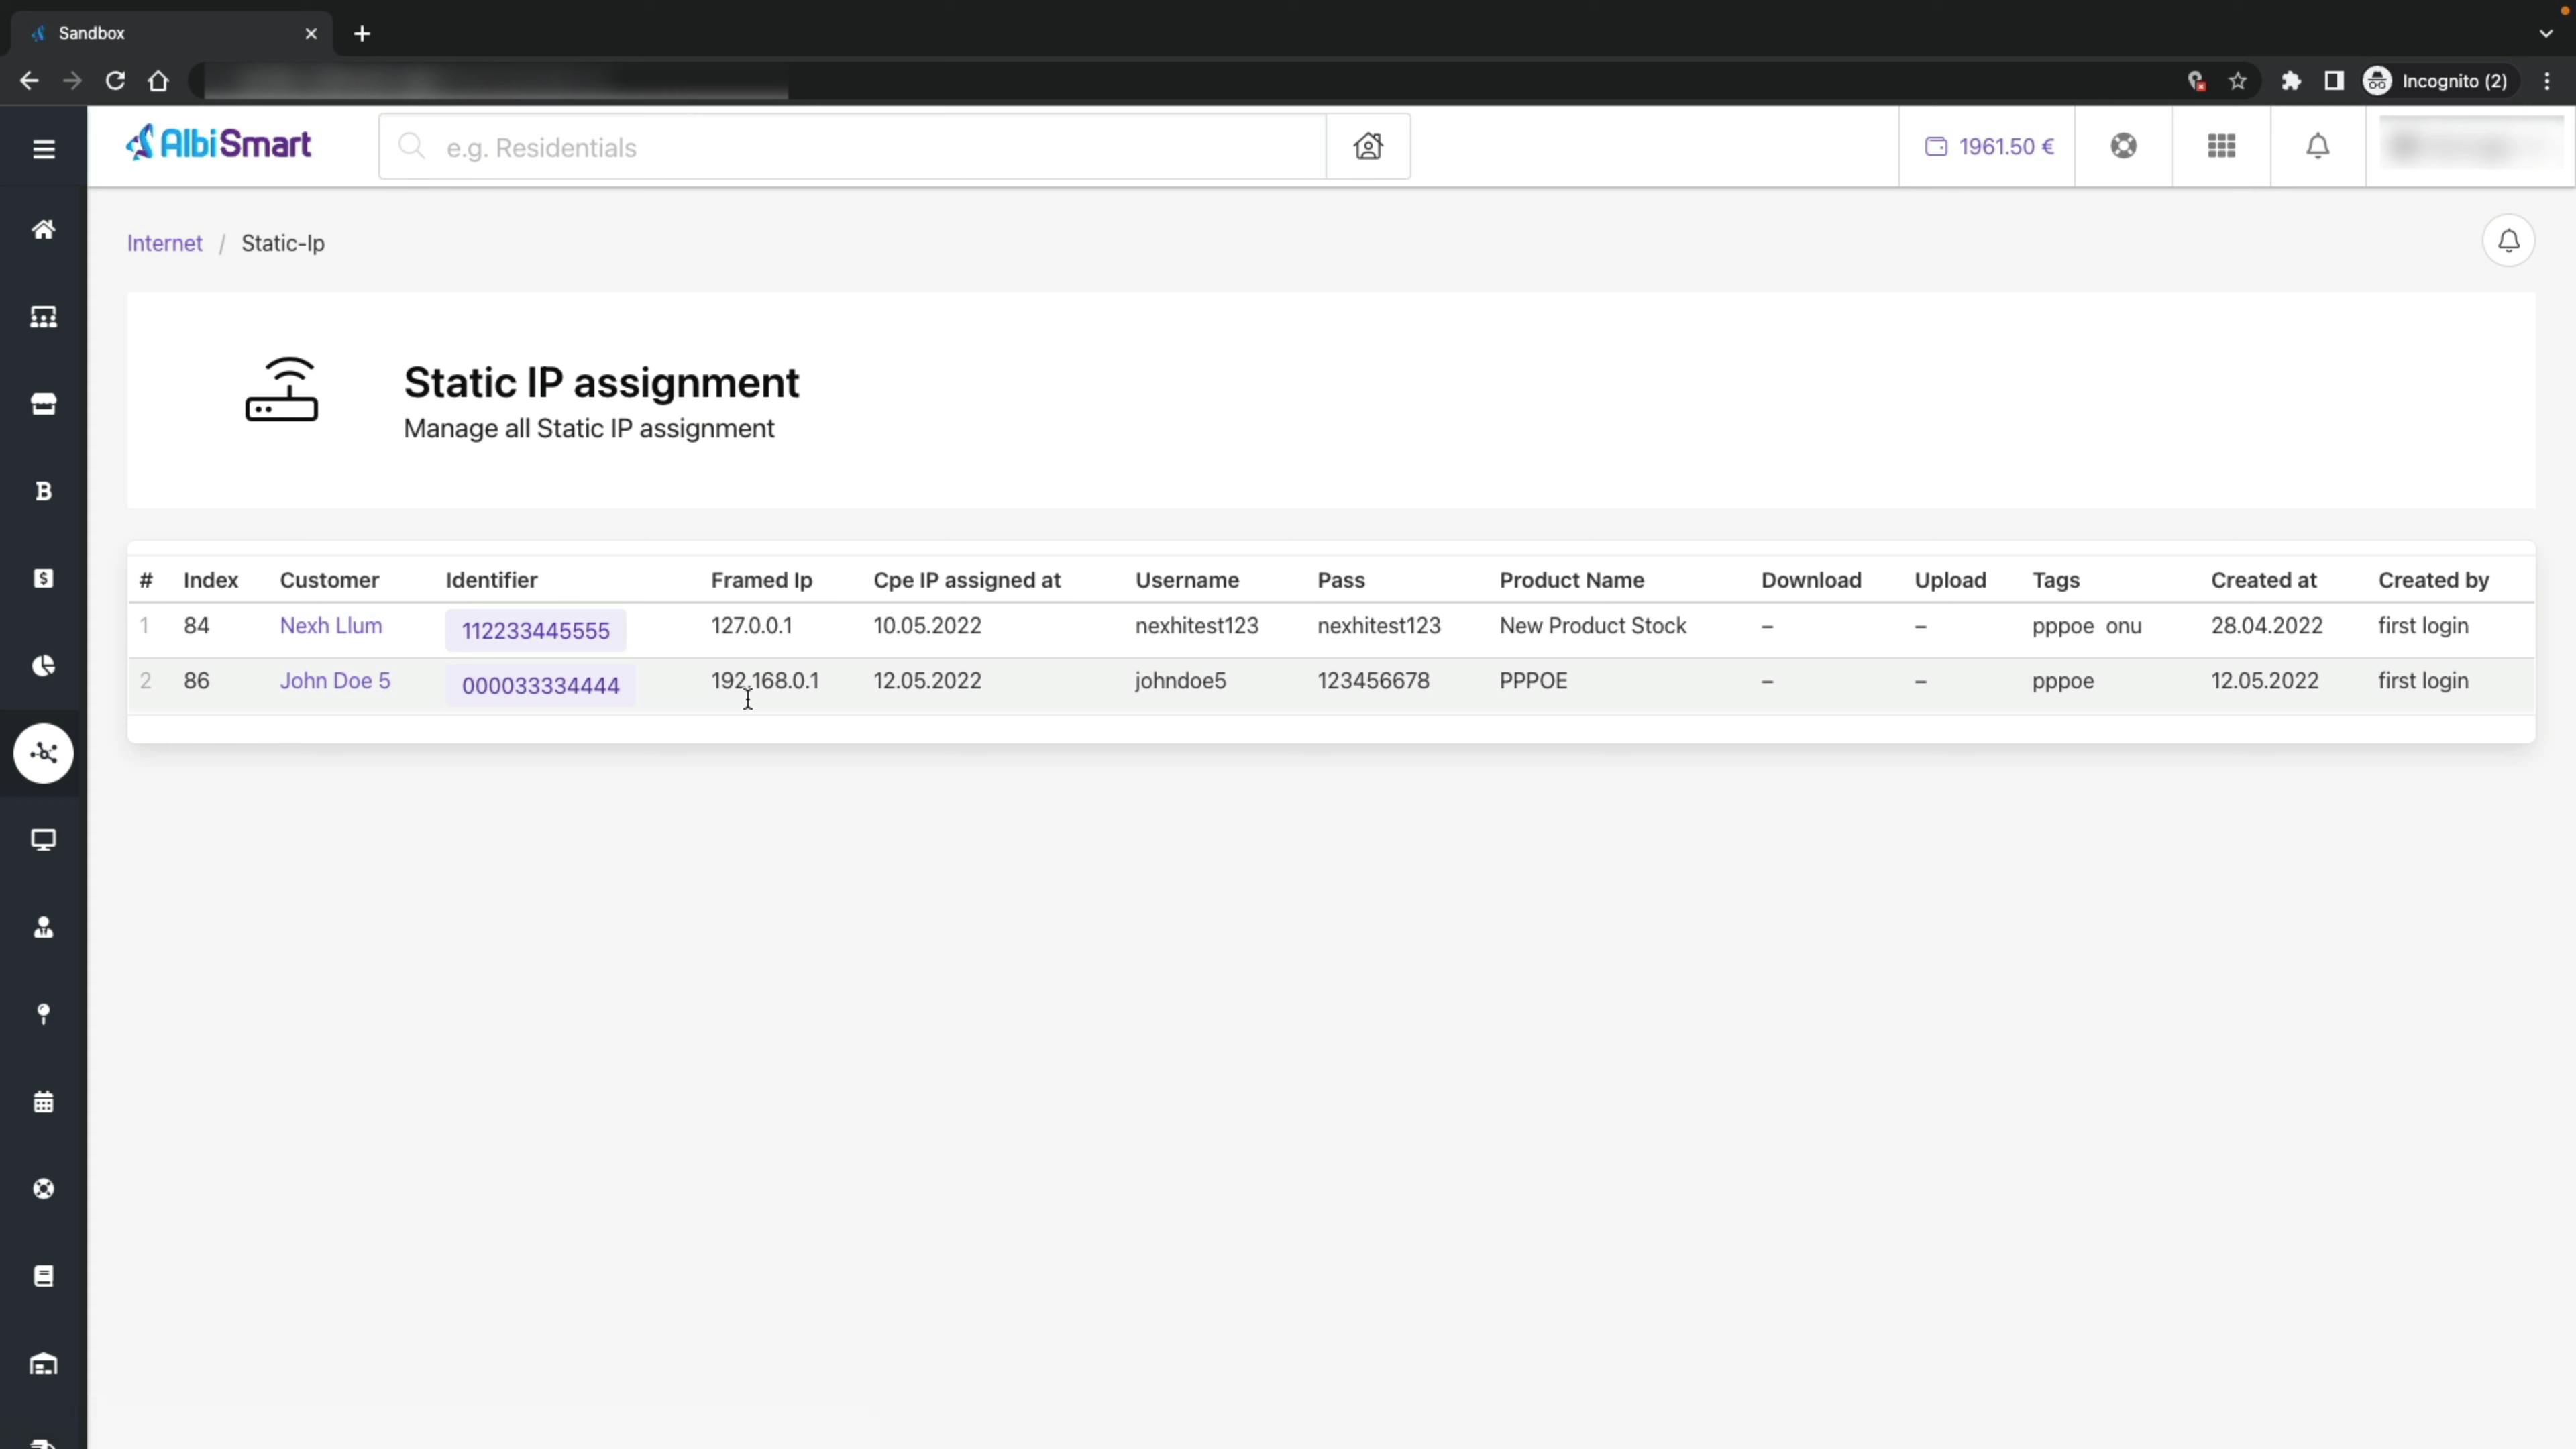 Sandbox
Incognito (2)
AlbiSmart
e.g. Residentials
1961.50 €
Internet / Static-Ip
Static IP assignment
Manage all Static IP assignment
# Index Customer Identifier Framed Ip Cpe IP assigned at Username Pass Product Name Download Upload Tags Created at Created by
1 84 Nexh Llum 112233445555 127.0.0.1 10.05.2022 nexhitest123 nexhitest123 New Product Stock – – pppoe onu 28.04.2022 first login
2 86 John Doe 5 000033334444 192.168.0.1 12.05.2022 johndoe5 123456678 PPPOE – – pppoe 12.05.2022 first login